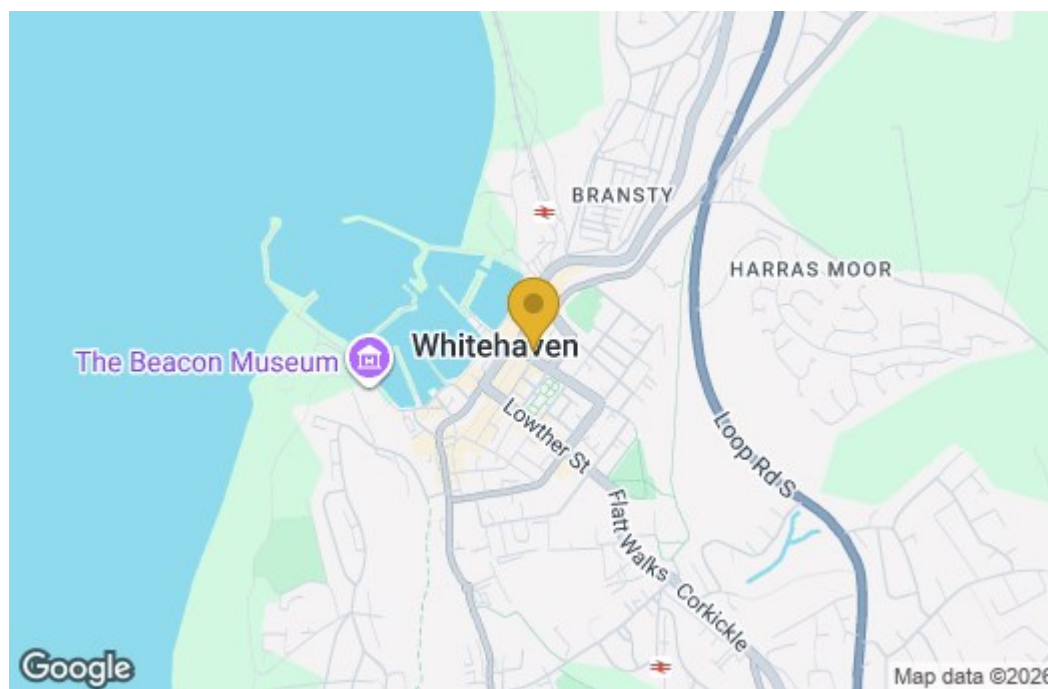 BRANSTY
HARRAS MOOR
Whitehaven
The Beacon Museum
Lowther St
Loop Rd S
Flatt Walks
Corkickle
Google
Map data ©2026